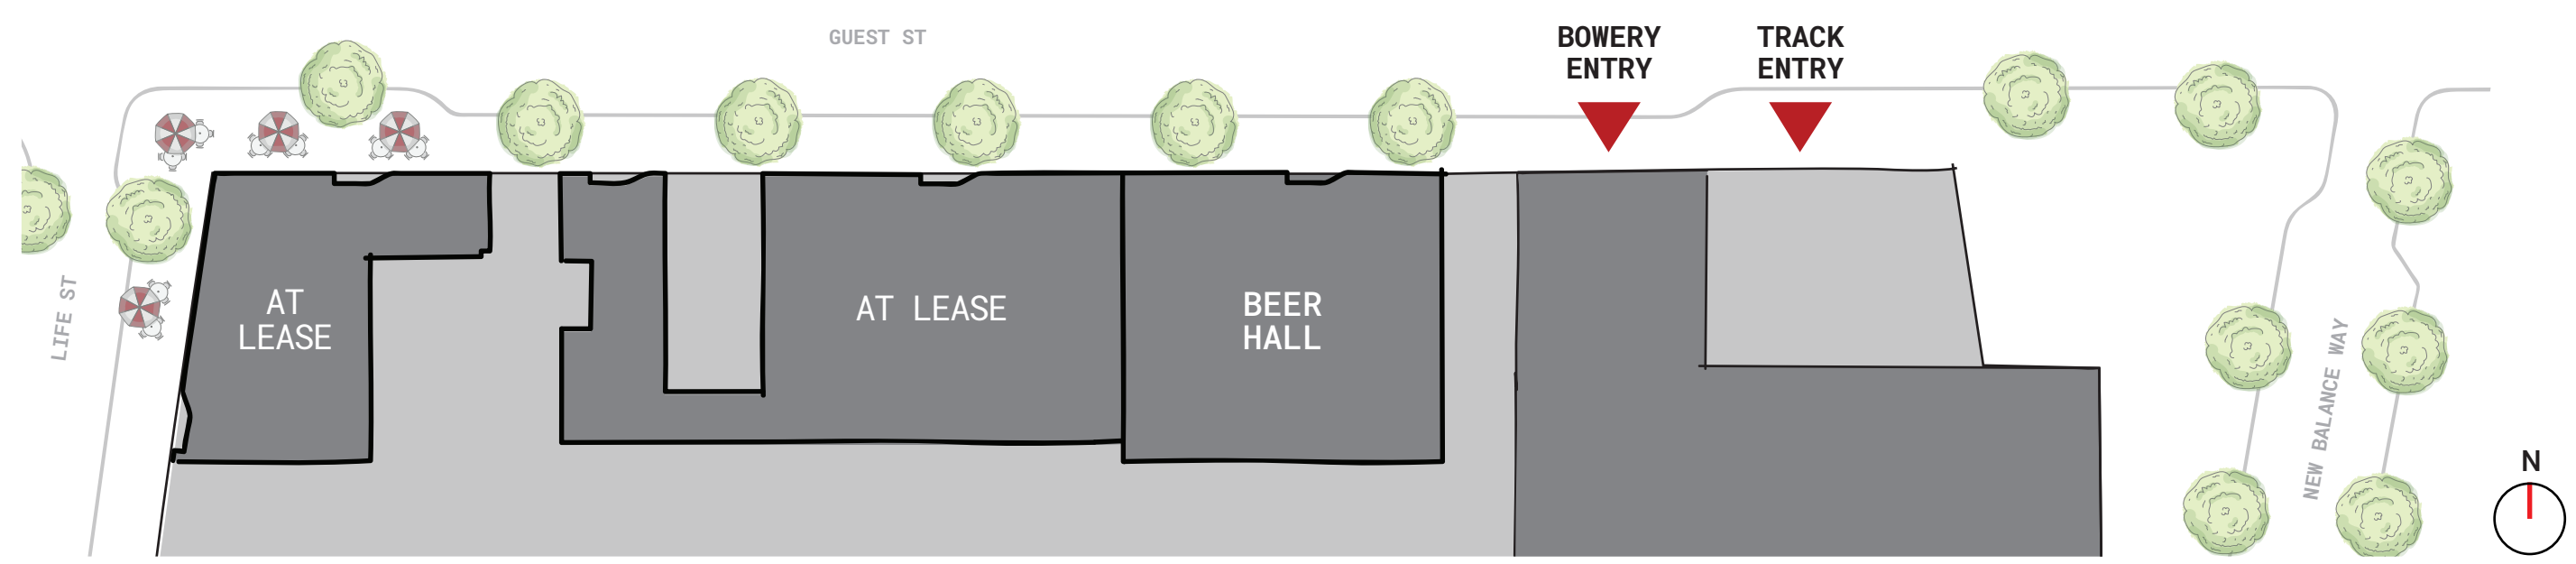 GUEST ST
BOWERY
ENTRY
TRACK
ENTRY
LIFE ST
AT
LEASE
AT LEASE
BEER
HALL
NEW BALANCE WAY
N